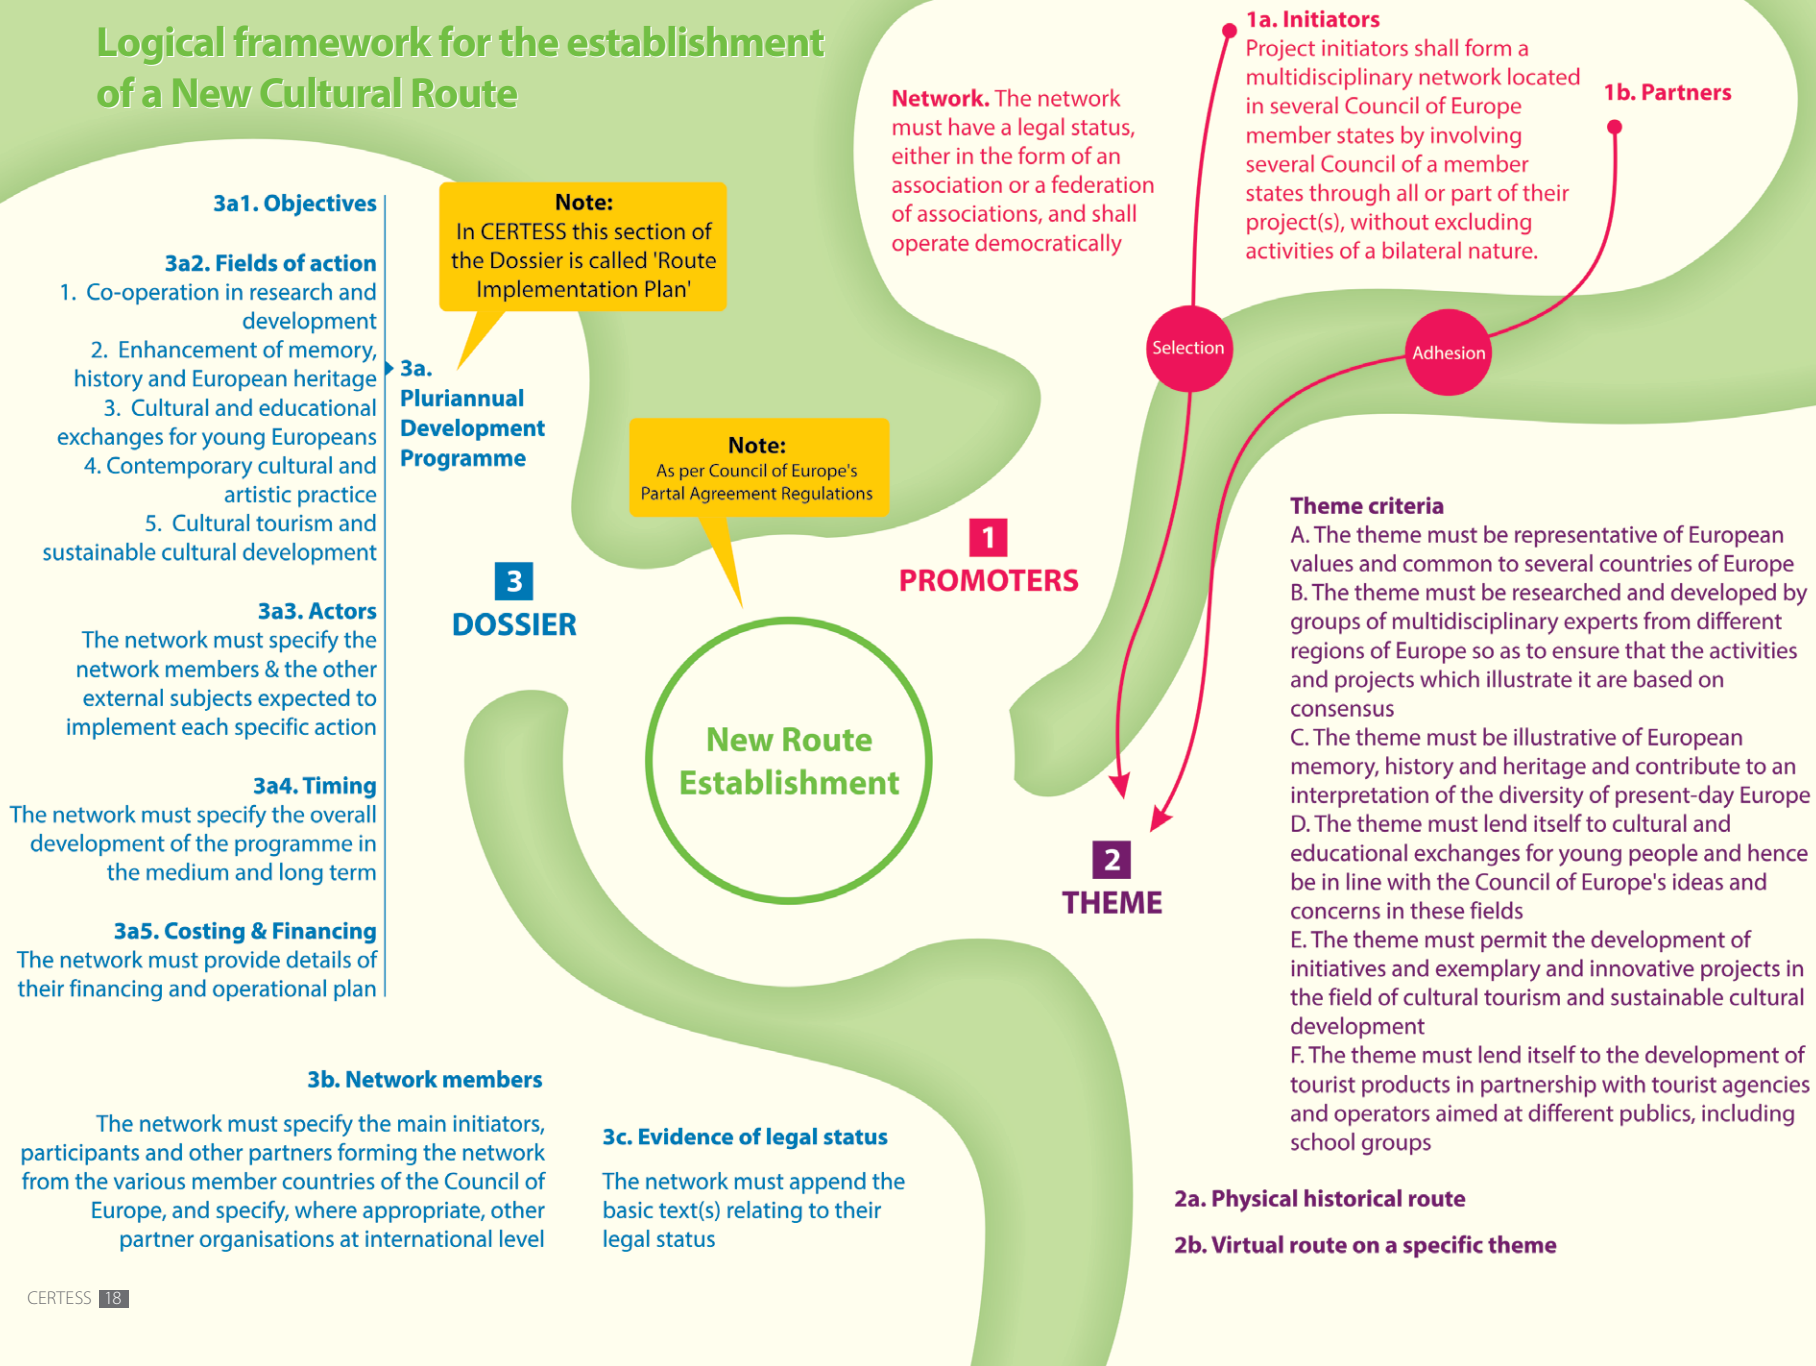 Logical framework for the establishment
of a New Cultural Route
1a. Initiators
Project initiators shall form a
multidisciplinary network located
in several Council of Europe
member states by involving
several Council of a member
states through all or part of their
project(s), without excluding
activities of a bilateral nature.
1b. Partners
Network. The network
must have a legal status,
either in the form of an
association or a federation
of associations, and shall
operate democratically
Selection
Adhesion
1
PROMOTERS
3a1. Objectives
3a2. Fields of action
1. Co-operation in research and
development
2. Enhancement of memory,
history and European heritage
3. Cultural and educational
exchanges for young Europeans
4. Contemporary cultural and
artistic practice
5. Cultural tourism and
sustainable cultural development
3a3. Actors
The network must specify the
network members & the other
external subjects expected to
implement each specific action
3a4. Timing
The network must specify the overall
development of the programme in
the medium and long term
3a5. Costing & Financing
The network must provide details of
their financing and operational plan
Note:
In CERTESS this section of
the Dossier is called 'Route
Implementation Plan'
3a.
Pluriannual
Development
Programme
Note:
As per Council of Europe's
Partal Agreement Regulations
3
DOSSIER
New Route
Establishment
2
THEME
Theme criteria
A. The theme must be representative of European
values and common to several countries of Europe
B. The theme must be researched and developed by
groups of multidisciplinary experts from different
regions of Europe so as to ensure that the activities
and projects which illustrate it are based on
consensus
C. The theme must be illustrative of European
memory, history and heritage and contribute to an
interpretation of the diversity of present-day Europe
D. The theme must lend itself to cultural and
educational exchanges for young people and hence
be in line with the Council of Europe's ideas and
concerns in these fields
E. The theme must permit the development of
initiatives and exemplary and innovative projects in
the field of cultural tourism and sustainable cultural
development
F. The theme must lend itself to the development of
tourist products in partnership with tourist agencies
and operators aimed at different publics, including
school groups
2a. Physical historical route
2b. Virtual route on a specific theme
3b. Network members
The network must specify the main initiators,
participants and other partners forming the network
from the various member countries of the Council of
Europe, and specify, where appropriate, other
partner organisations at international level
3c. Evidence of legal status
The network must append the
basic text(s) relating to their
legal status
CERTESS 18